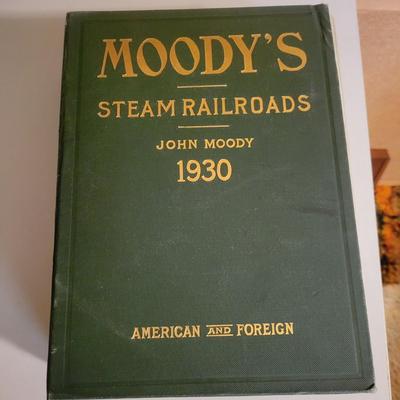 MOODY'S
STEAM RAILROADS
JOHN MOODY
1930
AMERICAN AND FOREIGN